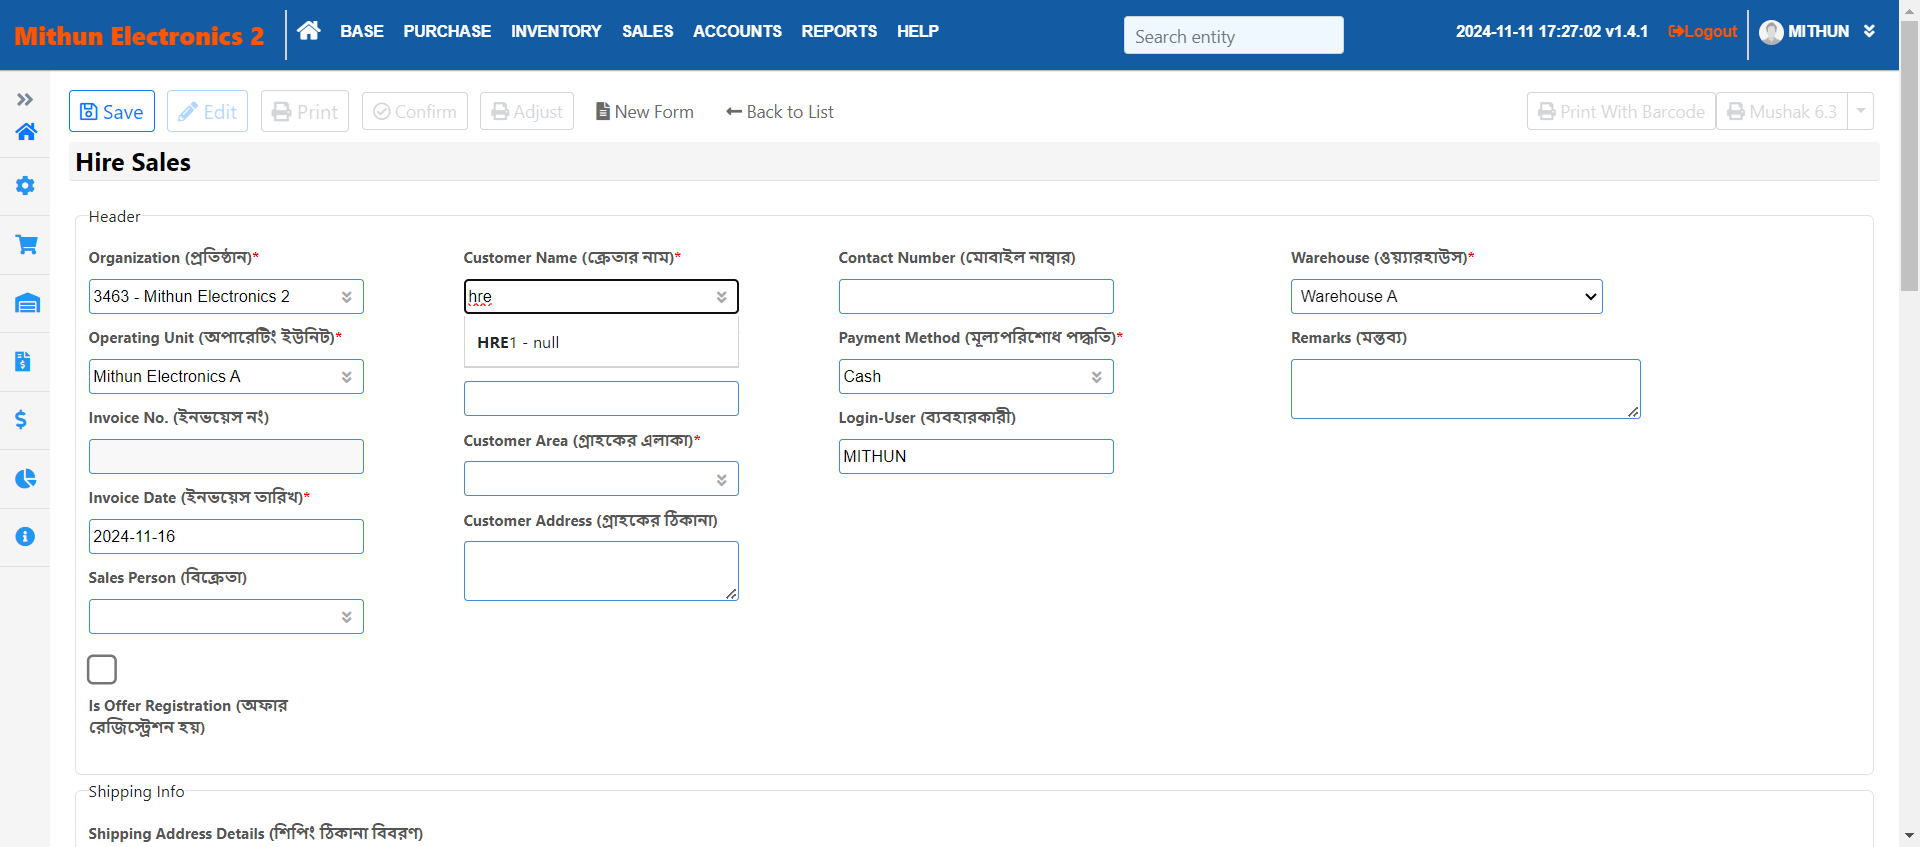 Mithun Electronics 2
BASE PURCHASE INVENTORY SALES ACCOUNTS REPORTS HELP
Search entity
2024-11-11 17:27:02 v1.4.1
Logout
MITHUN
Save
Edit
Print
Confirm
Adjust
New Form
Back to List
Print With Barcode
Mushak 6.3
Hire Sales
Header
Organization (প্রতিষ্ঠান)*
3463 - Mithun Electronics 2
Operating Unit (অপারেটিং ইউনিট)*
Mithun Electronics A
Invoice No. (ইনভয়েস নং)
Invoice Date (ইনভয়েস তারিখ)*
2024-11-16
Sales Person (বিক্রেতা)
Is Offer Registration (অফার
রেজিস্ট্রেশন হয়)
Customer Name (ক্রেতার নাম)*
hre
HRE1 - null
Customer Area (গ্রাহকের এলাকা)*
Customer Address (গ্রাহকের ঠিকানা)
Contact Number (মোবাইল নাম্বার)
Payment Method (মূল্যপরিশোধ পদ্ধতি)*
Cash
Login-User (ব্যবহারকারী)
MITHUN
Warehouse (ওয়্যারহাউস)*
Warehouse A
Remarks (মন্তব্য)
Shipping Info
Shipping Address Details (শিপিং ঠিকানা বিবরণ)